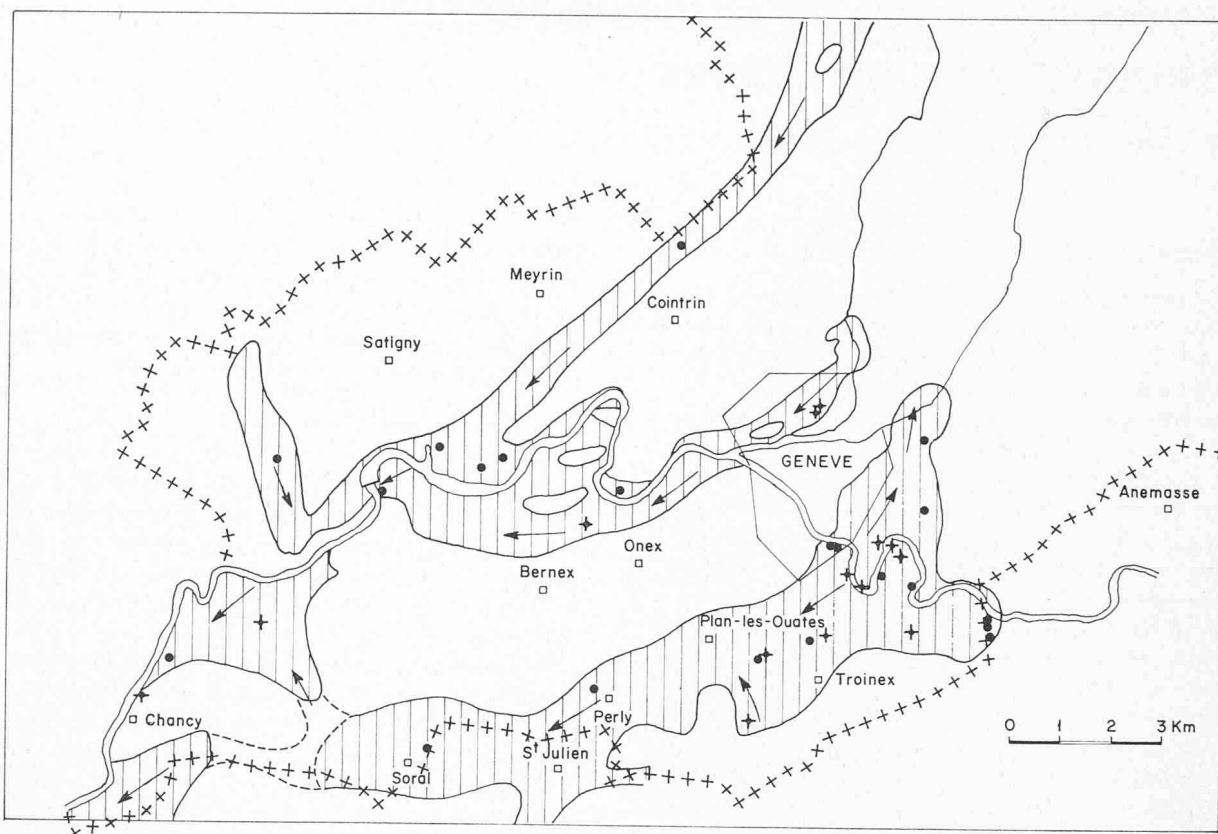 Meyrin
Cointrin
Satigny
GENEVE
Anemasse
Onex
Bernex
Plan-les-Ouates
Troinex
Perly
Chancy
St Julien
Soral
0 1 2 3 Km